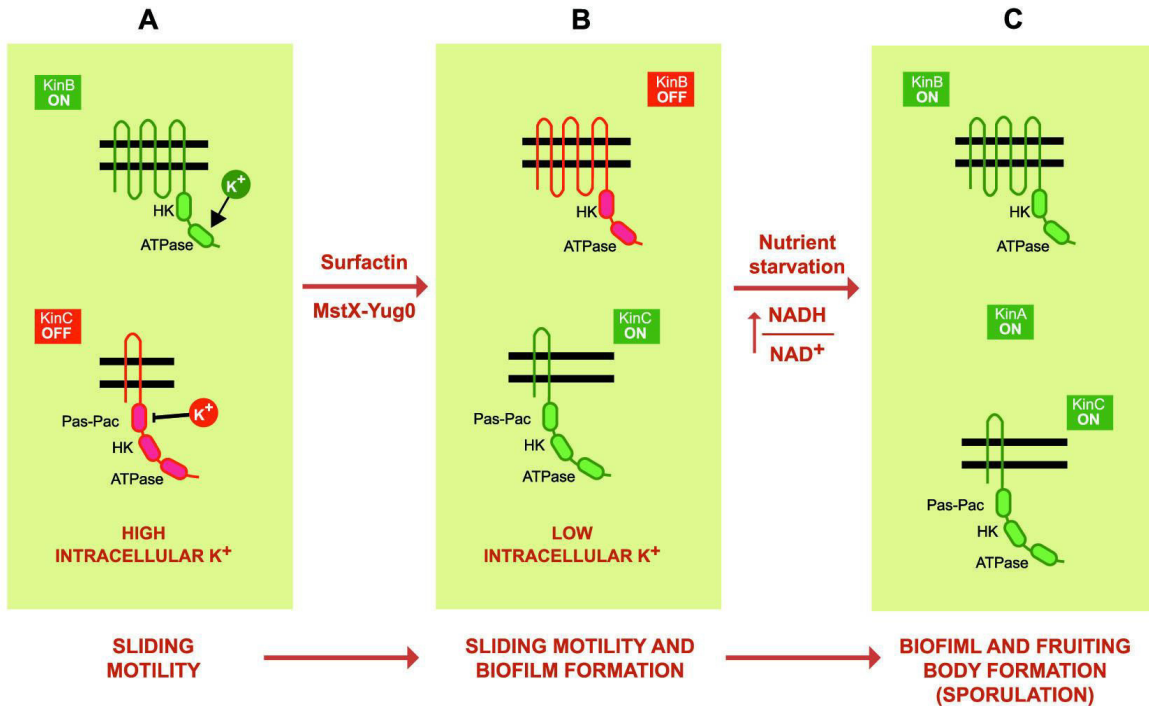 A
KinB
ON
K+
HK
ATPase
KinC
OFF
Pas-Pac
K+
HK
ATPase
HIGH
INTRACELLULAR K+
SLIDING
MOTILITY
Surfactin
MstX-Yug0
B
KinB
OFF
HK
ATPase
KinC
ON
Pas-Pac
HK
ATPase
LOW
INTRACELLULAR K+
SLIDING MOTILITY AND
BIOFILM FORMATION
Nutrient
starvation
NADH
NAD+
C
KinB
ON
HK
ATPase
KinA
ON
KinC
ON
Pas-Pac
HK
ATPase
BIOFIML AND FRUITING
BODY FORMATION
(SPORULATION)